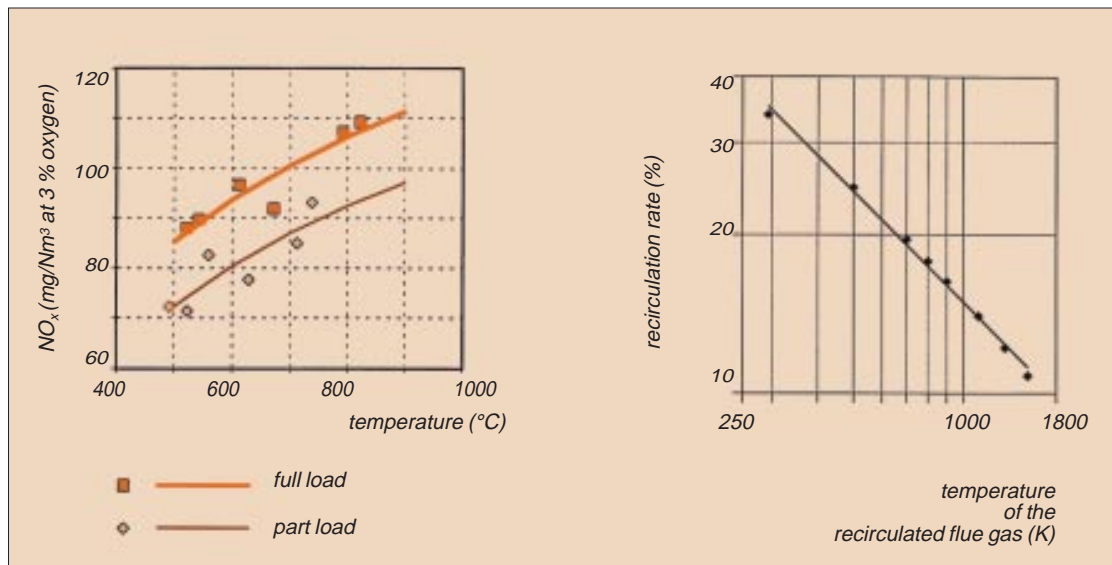 NOx (mg/Nm³ at 3 % oxygen)
120
100
80
60
400
600
800
1000
temperature (°C)
full load
part load
recirculation rate (%)
40
30
20
10
250
1000
1800
temperature
of the
recirculated flue gas (K)